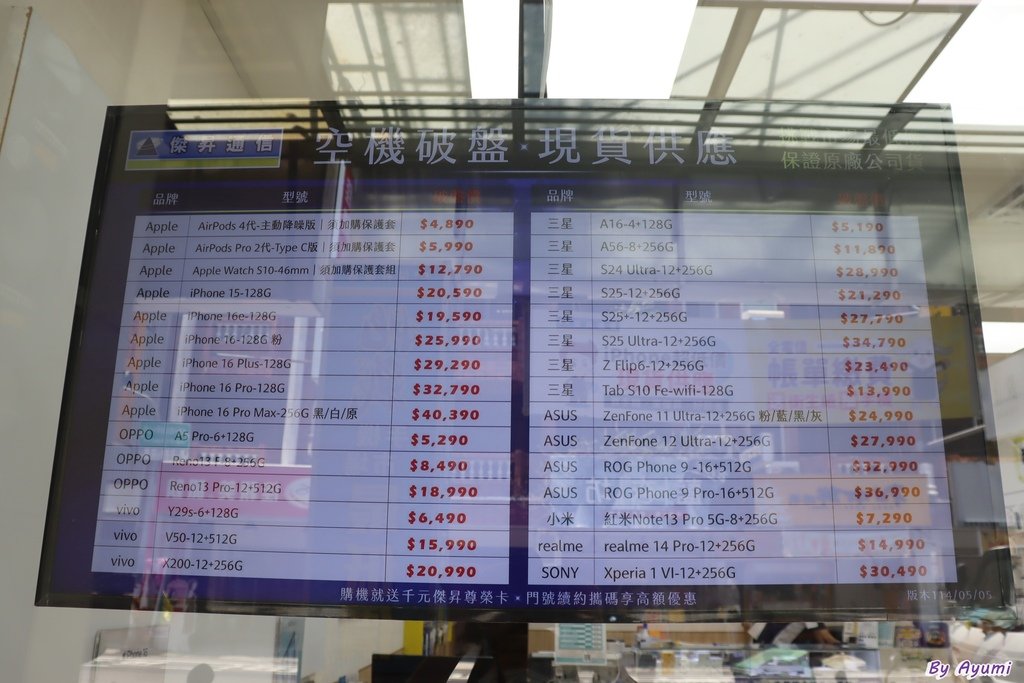 傑昇通信
空機破盤×現貨供應
保證原廠公司貨
品牌 型號
Apple AirPods 4代-主動降噪版｜須加購保護套 $4,890
Apple AirPods Pro 2代-Type C版｜須加購保護套 $5,990
Apple Apple Watch S10-46mm｜須加購保護套組 $12,790
Apple iPhone 15-128G $20,590
Apple iPhone 16e-128G $19,590
Apple iPhone 16-128G 粉 $25,990
Apple iPhone 16 Plus-128G $29,290
Apple iPhone 16 Pro-128G $32,790
Apple iPhone 16 Pro Max-256G 黑/白/原 $40,390
OPPO A5 Pro-6+128G $5,290
OPPO Reno13 F-8+256G $8,490
OPPO Reno13 Pro-12+512G $18,990
vivo Y29s-6+128G $6,490
vivo V50-12+512G $15,990
vivo X200-12+256G $20,990
品牌 型號
三星 A16-4+128G $5,190
三星 A56-8+256G $11,890
三星 S24 Ultra-12+256G $28,990
三星 S25-12+256G $21,290
三星 S25+-12+256G $27,790
三星 S25 Ultra-12+256G $34,790
三星 Z Flip6-12+256G $23,490
三星 Tab S10 Fe-wifi-128G $13,990
ASUS ZenFone 11 Ultra-12+256G 粉/藍/黑/灰 $24,990
ASUS ZenFone 12 Ultra-12+256G $27,990
ASUS ROG Phone 9 -16+512G $32,990
ASUS ROG Phone 9 Pro-16+512G $36,990
小米 紅米Note13 Pro 5G-8+256G $7,290
realme realme 14 Pro-12+256G $14,990
SONY Xperia 1 VI-12+256G $30,490
購機就送千元傑昇尊榮卡×門號續約攜碼享高額優惠
版本114/05/05
By Ayumi